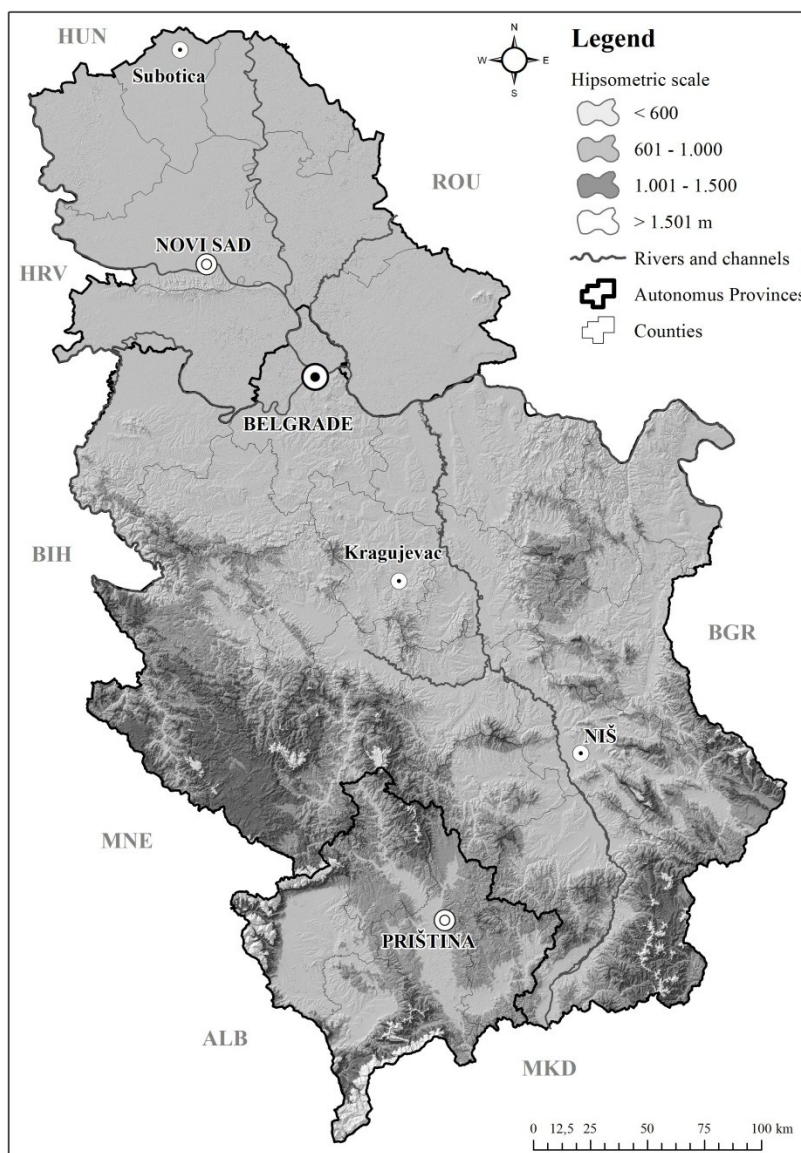 HUN
Subotica
ROU
NOVI SAD
HRV
BELGRADE
BIH
Kragujevac
BGR
NIŠ
MNE
PRIŠTINA
ALB
MKD
N
W E
S
Legend
Hipsometric scale
< 600
601 - 1.000
1.001 - 1.500
> 1.501 m
Rivers and channels
Autonomus Provinces
Counties
0 12,5 25 50 75 100 km